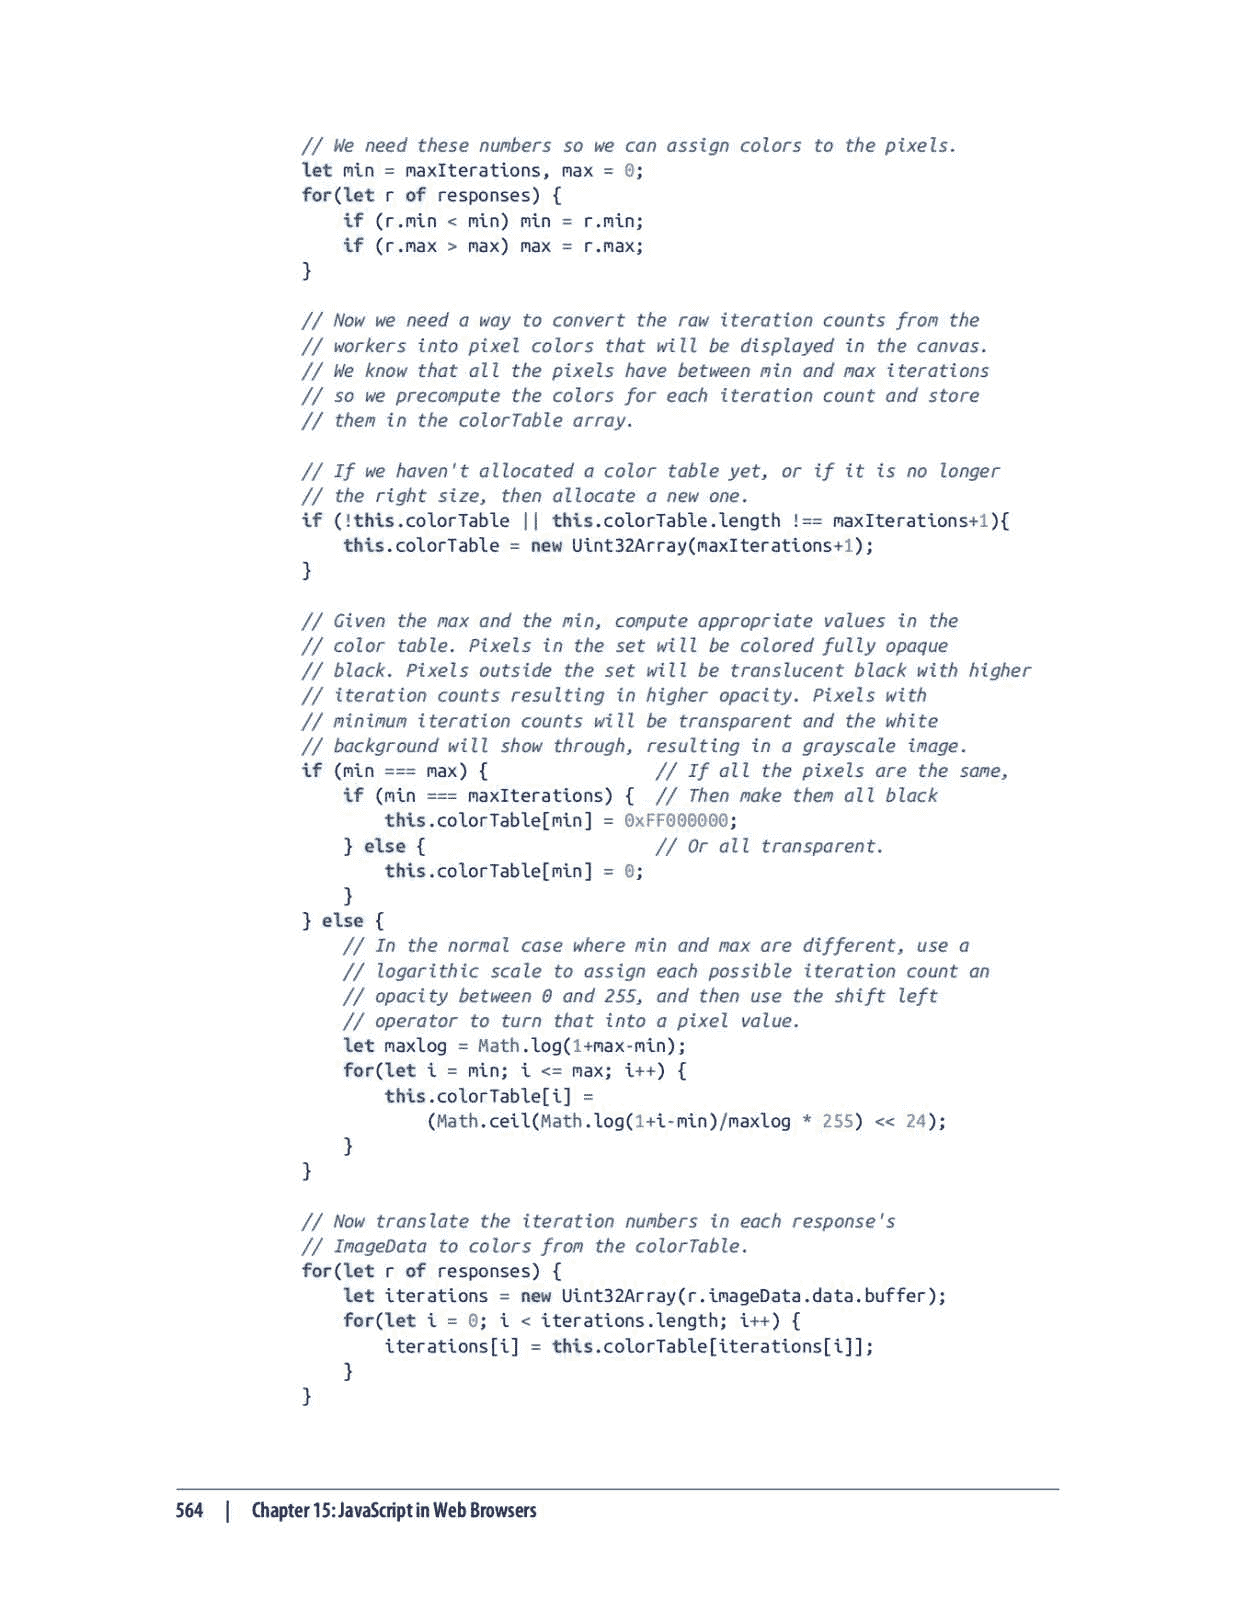 // We need these numbers so we can assign colors to the pixels.
let min = maxIterations, max = 0;
for(let r of responses) {
    if (r.min < min) min = r.min;
    if (r.max > max) max = r.max;
}
// Now we need a way to convert the raw iteration counts from the
// workers into pixel colors that will be displayed in the canvas.
// We know that all the pixels have between min and max iterations
// so we precompute the colors for each iteration count and store
// them in the colorTable array.
// If we haven't allocated a color table yet, or if it is no longer
// the right size, then allocate a new one.
if (!this.colorTable || this.colorTable.length !== maxIterations+1){
    this.colorTable = new Uint32Array(maxIterations+1);
}
// Given the max and the min, compute appropriate values in the
// color table. Pixels in the set will be colored fully opaque
// black. Pixels outside the set will be translucent black with higher
// iteration counts resulting in higher opacity. Pixels with
// minimum iteration counts will be transparent and the white
// background will show through, resulting in a grayscale image.
if (min === max) {                // If all the pixels are the same,
    if (min === maxIterations) {  // Then make them all black
        this.colorTable[min] = 0xFF000000;
    } else {                      // Or all transparent.
        this.colorTable[min] = 0;
    }
} else {
    // In the normal case where min and max are different, use a
    // logarithic scale to assign each possible iteration count an
    // opacity between 0 and 255, and then use the shift left
    // operator to turn that into a pixel value.
    let maxlog = Math.log(1+max-min);
    for(let i = min; i <= max; i++) {
        this.colorTable[i] =
            (Math.ceil(Math.log(1+i-min)/maxlog * 255) << 24);
    }
}
// Now translate the iteration numbers in each response's
// ImageData to colors from the colorTable.
for(let r of responses) {
    let iterations = new Uint32Array(r.imageData.data.buffer);
    for(let i = 0; i < iterations.length; i++) {
        iterations[i] = this.colorTable[iterations[i]];
    }
}
564 | Chapter 15: JavaScript in Web Browsers